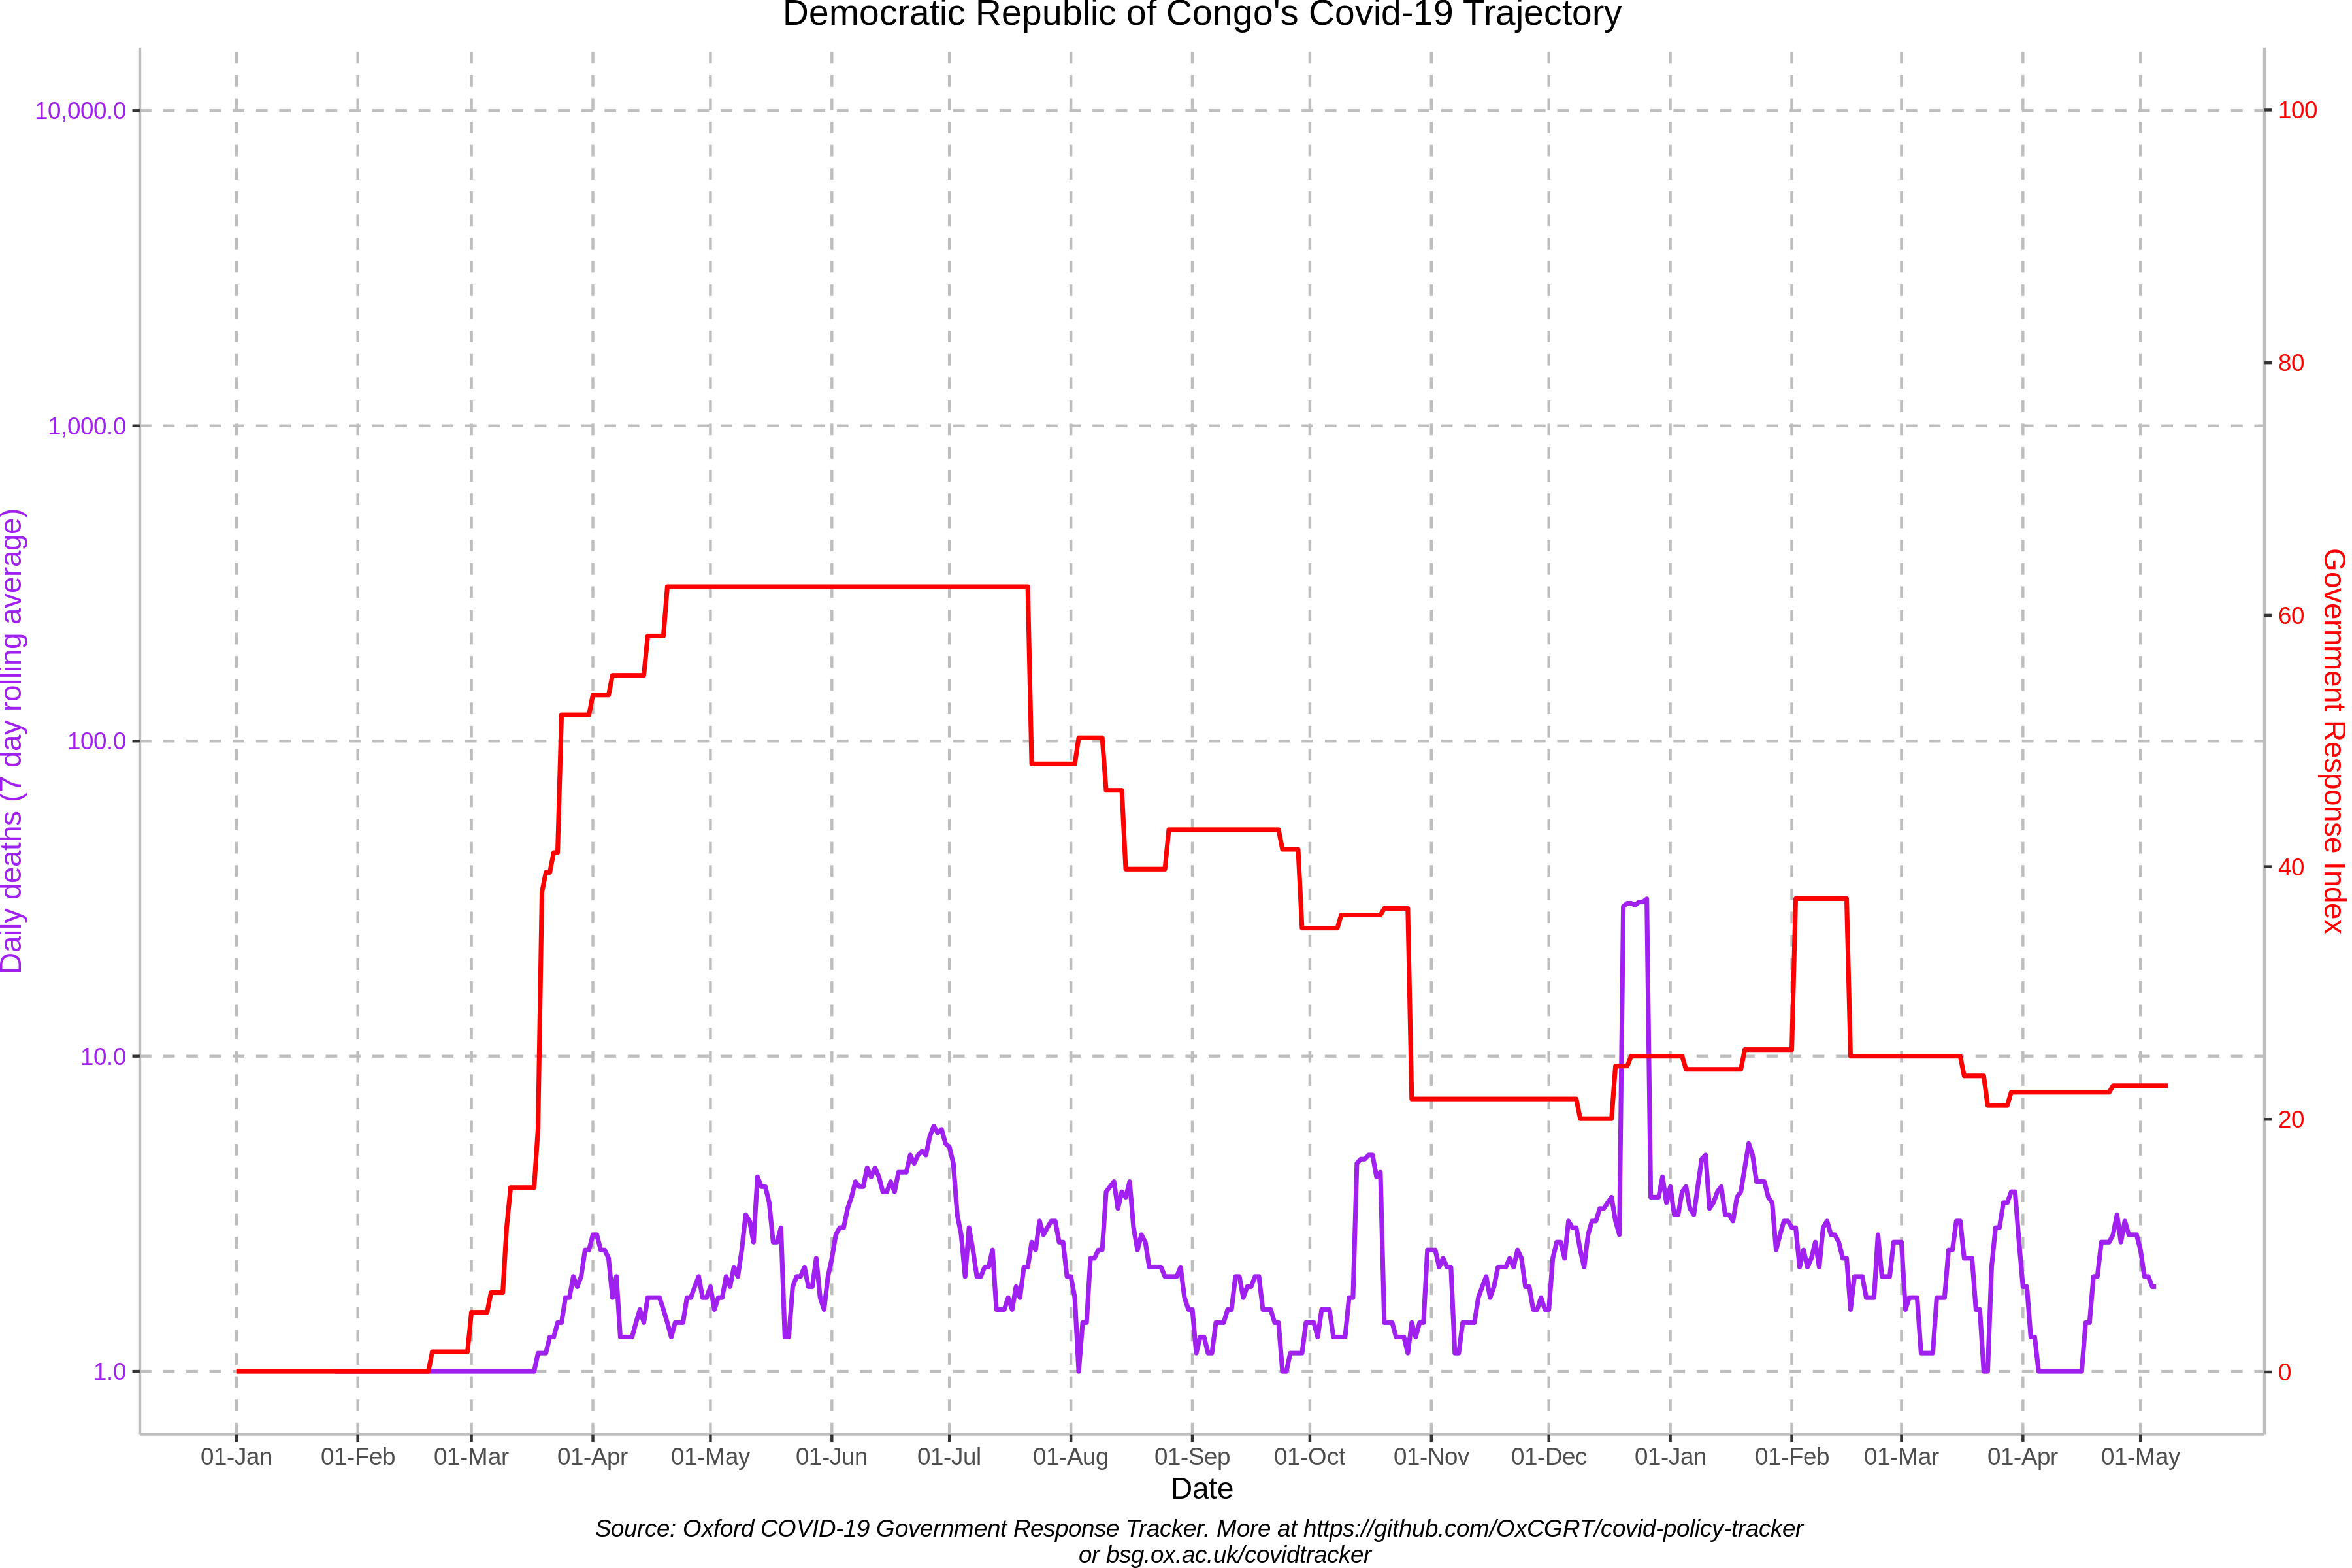 Democratic Republic of Congo's Covid-19 Trajectory
10,000.0
1,000.0
100.0
10.0
1.0
Daily deaths (7 day rolling average)
100
80
60
40
20
0
Government Response Index
01-Jan 01-Feb 01-Mar 01-Apr 01-May 01-Jun 01-Jul 01-Aug 01-Sep 01-Oct 01-Nov 01-Dec 01-Jan 01-Feb 01-Mar 01-Apr 01-May
Date
Source: Oxford COVID-19 Government Response Tracker. More at https://github.com/OxCGRT/covid-policy-tracker
or bsg.ox.ac.uk/covidtracker